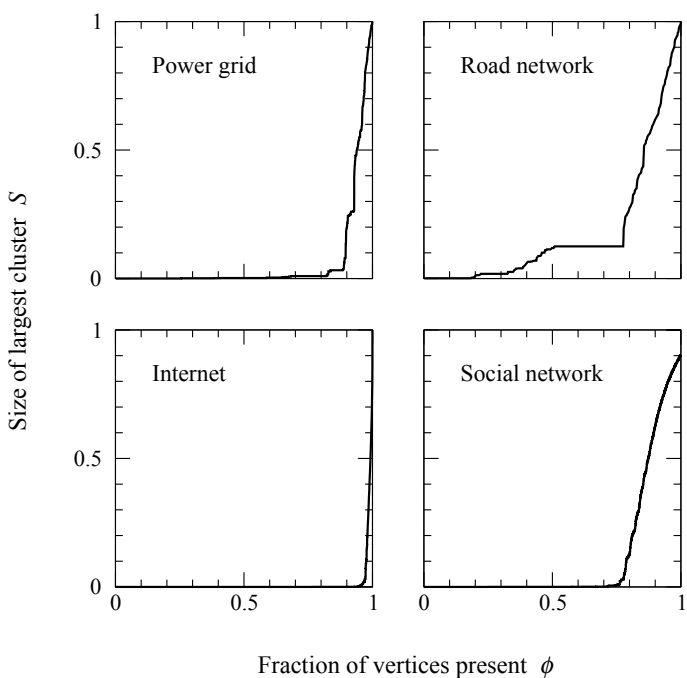 1
Power grid
Road network
0.5
0
1
Internet
Social network
0.5
0
0
0.5
1
0
0.5
1
Size of largest cluster S
Fraction of vertices present ϕ